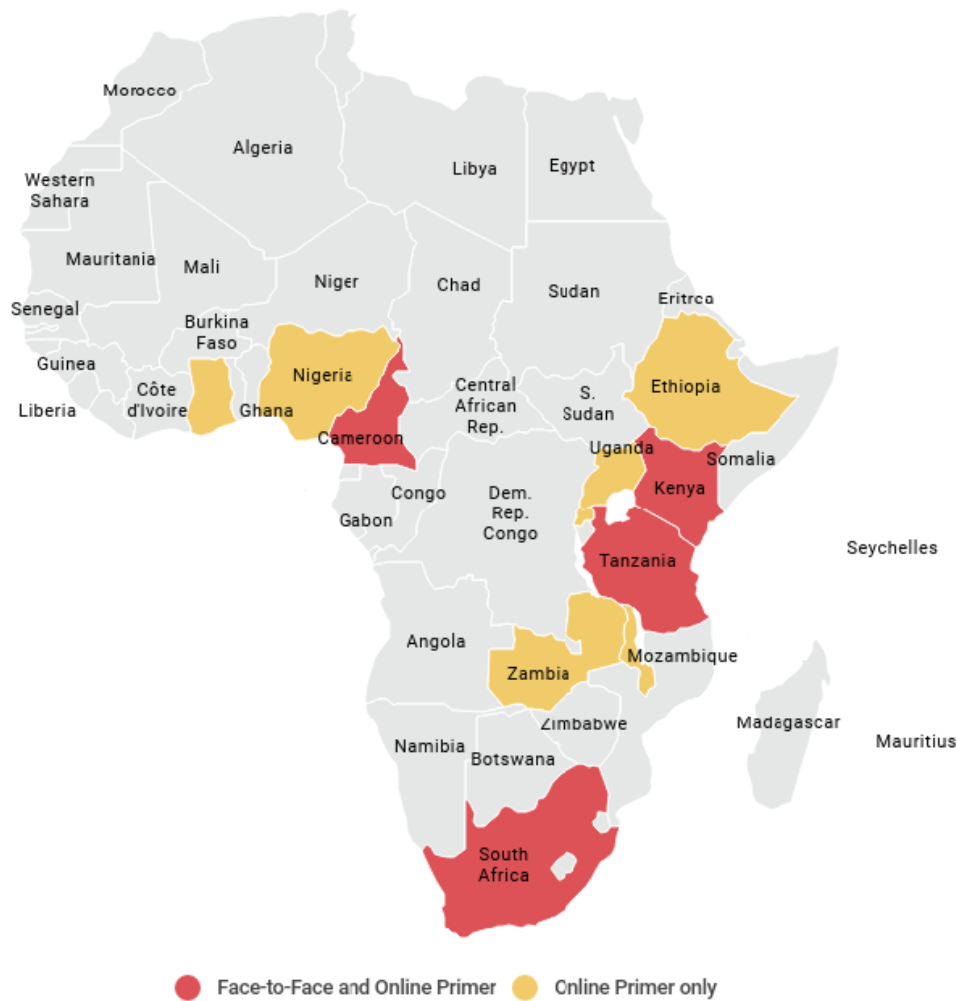 Morocco
Algeria
Libya
Egypt
Western
Sahara
Mauritania
Mali
Niger
Chad
Sudan
Eritrea
Senegal
Burkina
Faso
Guinea
Nigeria
Ethiopia
Côte
d'Ivoire
Central
African
Rep.
S.
Sudan
Liberia
Ghana
Cameroon
Uganda
Somalia
Kenya
Congo
Dem.
Rep.
Congo
Gabon
Seychelles
Tanzania
Angola
Mozambique
Zambia
Zimbabwe
Madagascar
Mauritius
Namibia
Botswana
South
Africa
Face-to-Face and Online Primer
Online Primer only